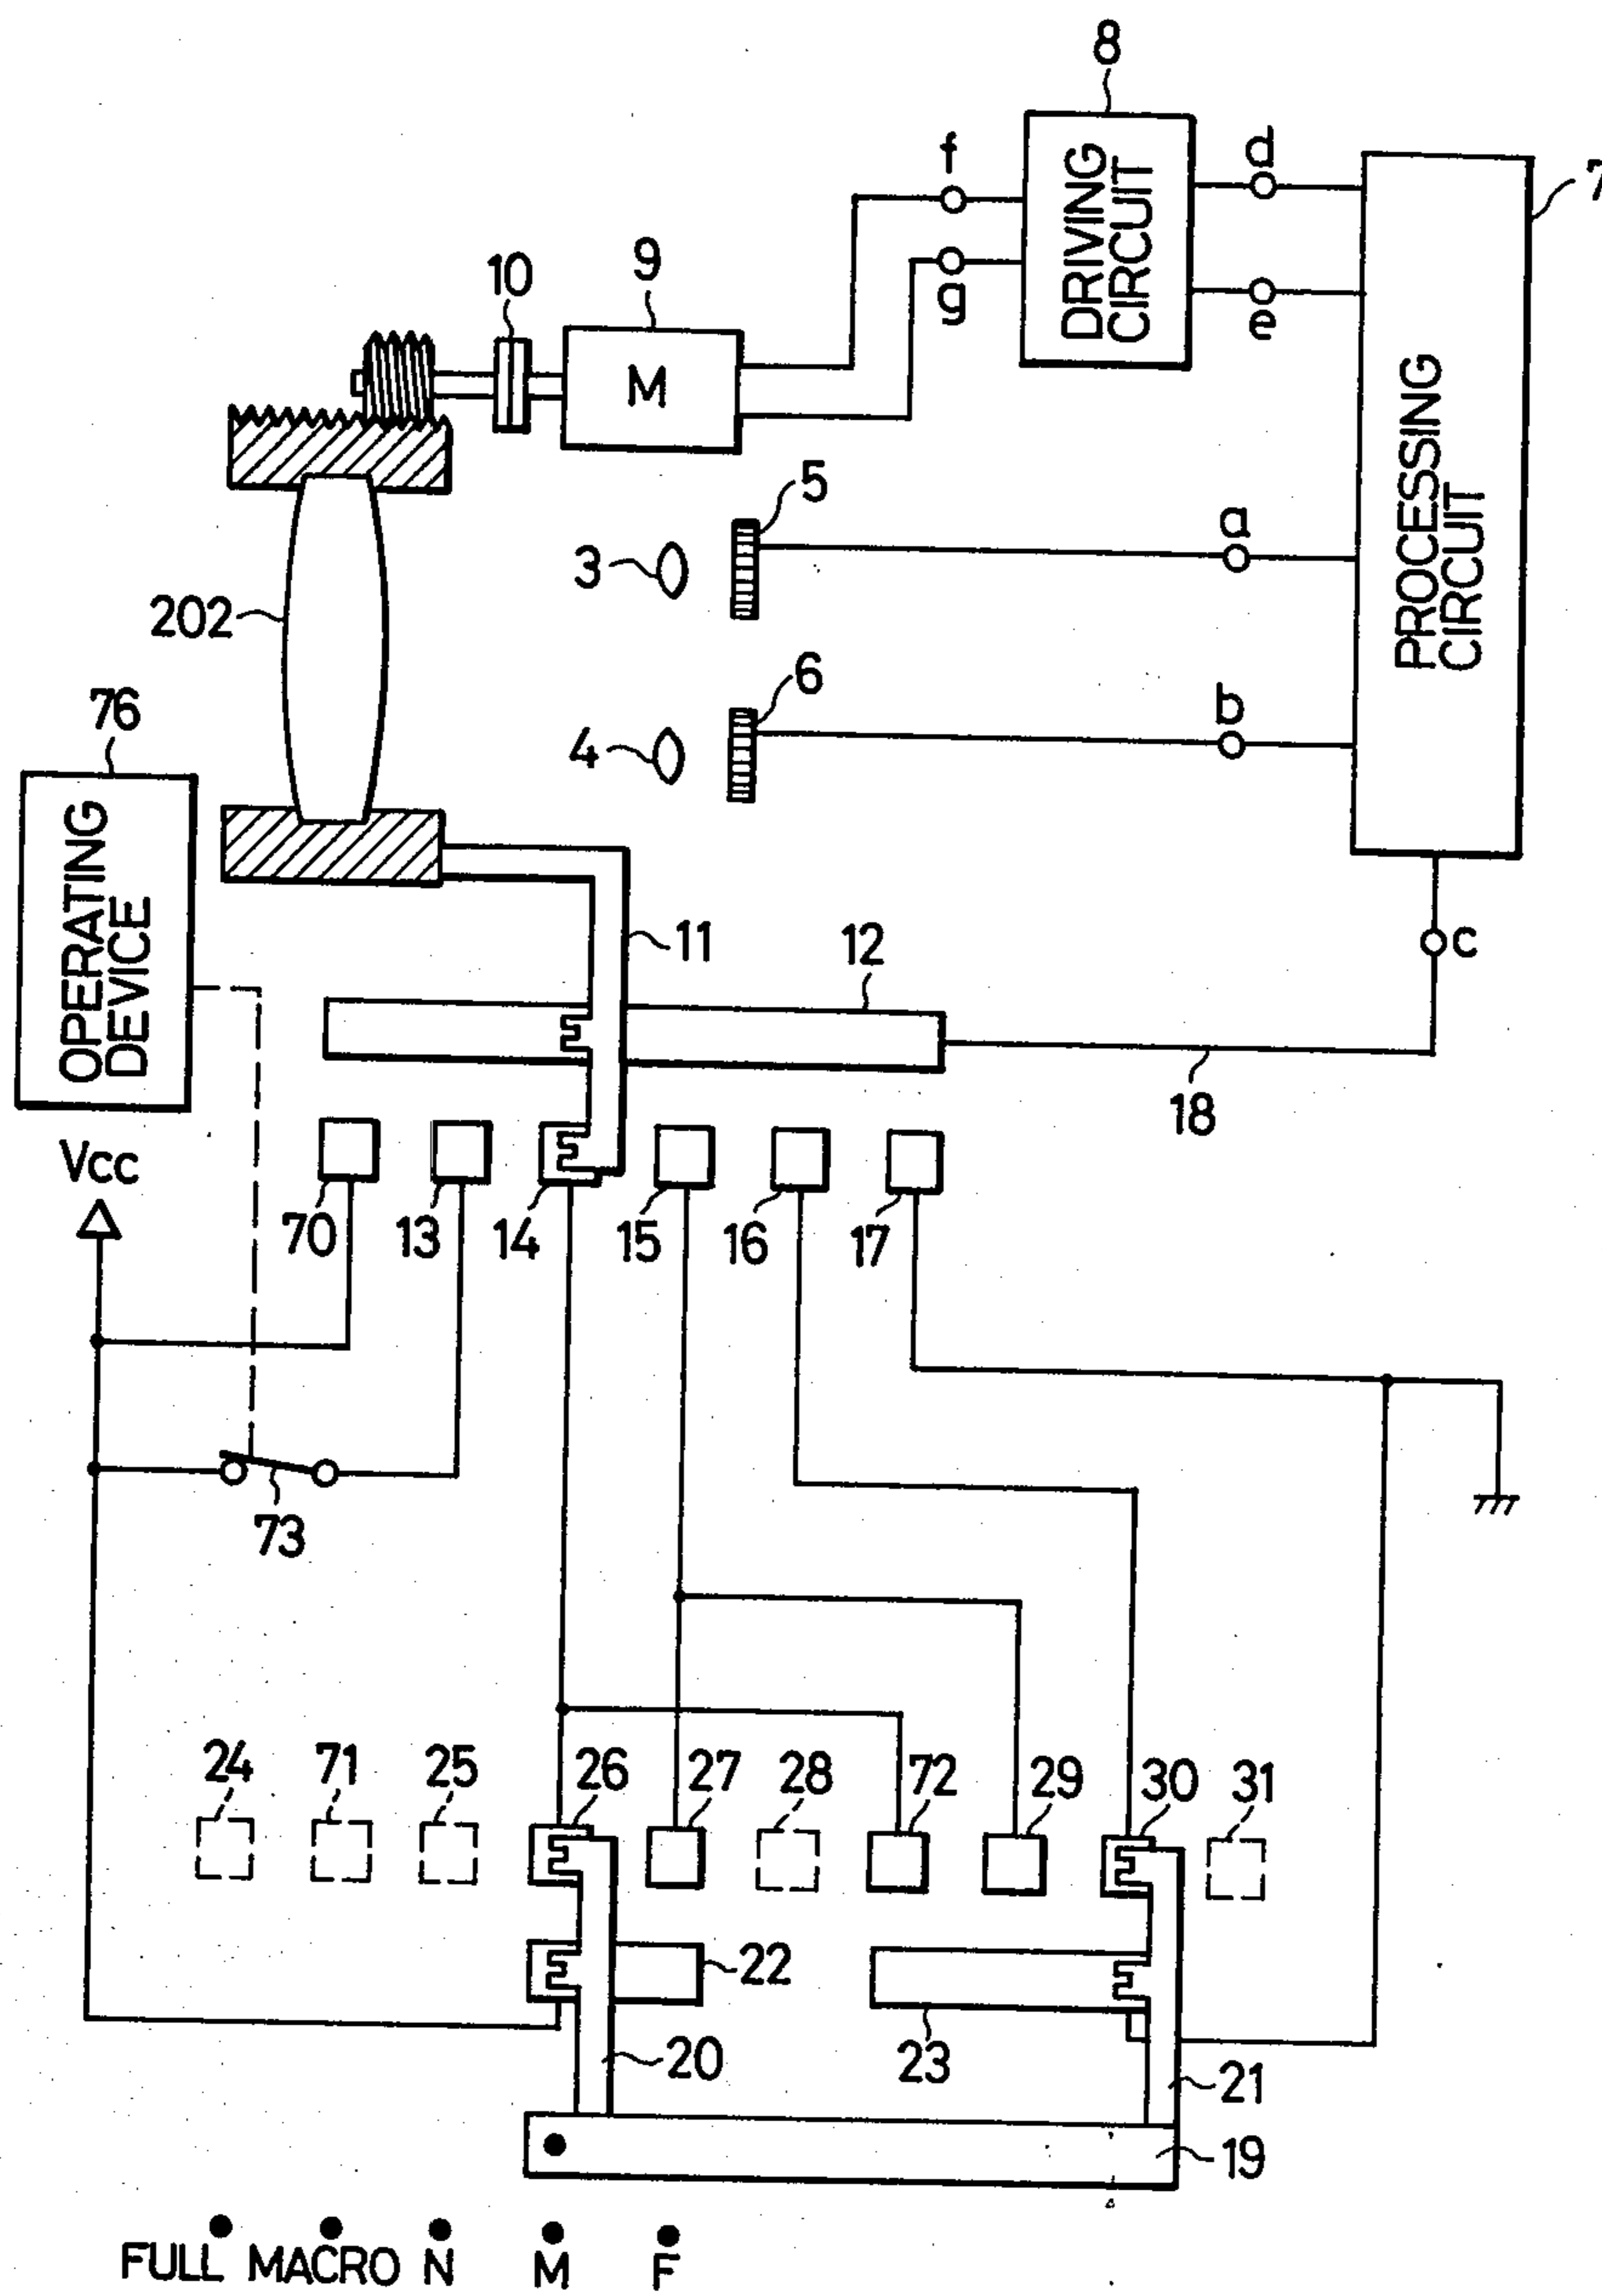 8
f
d
7
DRIVING
CIRCUIT
g
e
10
9
M
PROCESSING
CIRCUIT
5
3
a
202
6
4
b
76
OPERATING
DEVICE
11
12
c
18
Vcc
70
13
14
15
16
17
73
24
71
25
26
27
28
72
29
30
31
22
23
20
21
19
FULL MACRO N M F